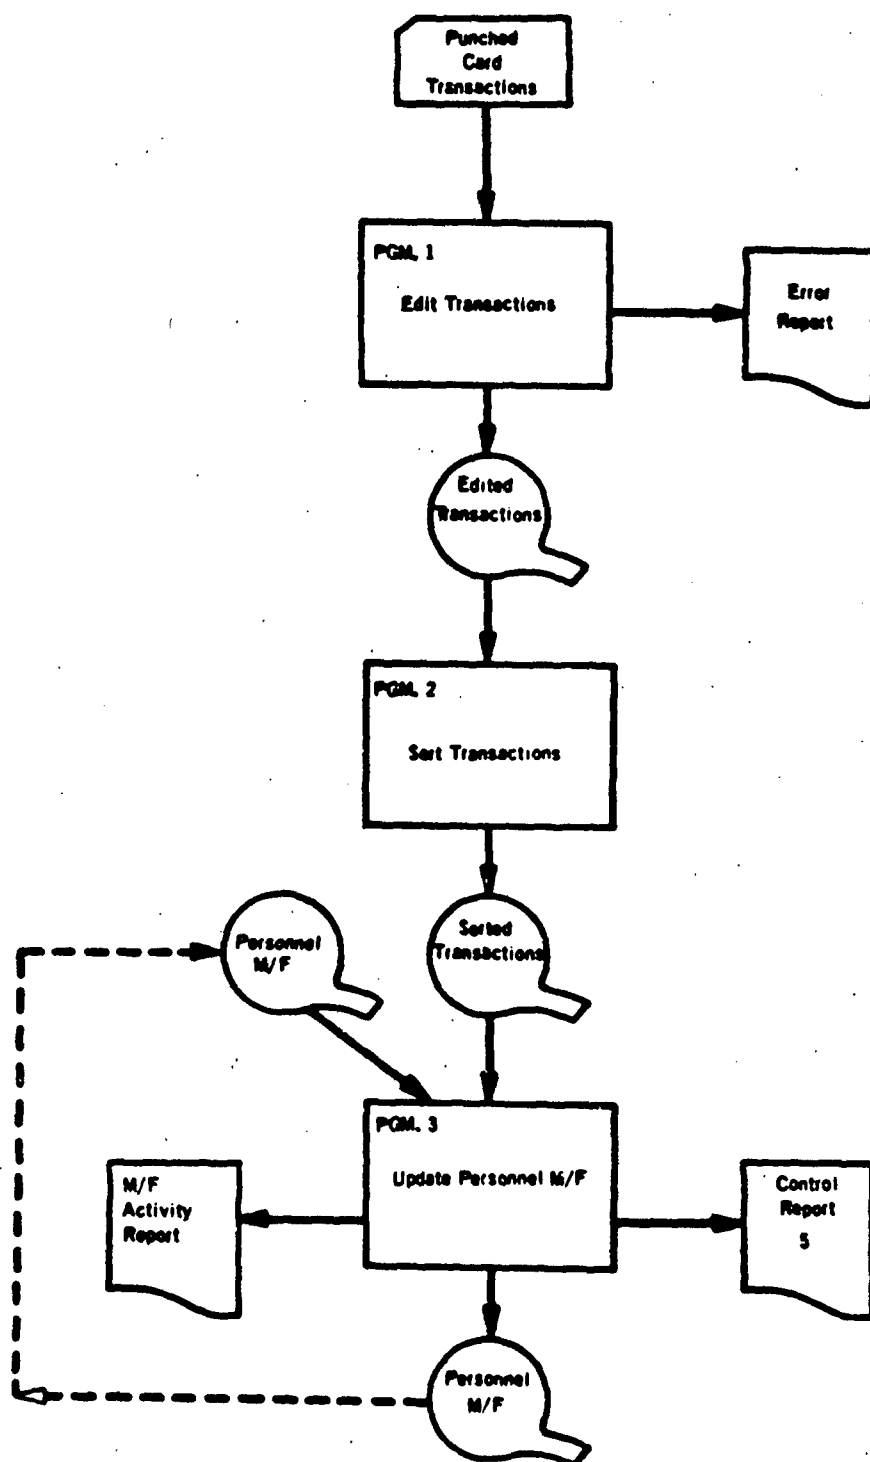 Punched
Card
Transactions
PGM. 1
Edit Transactions
Error
Report
Edited
Transactions
PGM. 2
Sort Transactions
Personnel
M/F
Sorted
Transactions
PGM. 3
Update Personnel M/F
M/F
Activity
Report
Control
Report
5
Personnel
M/F